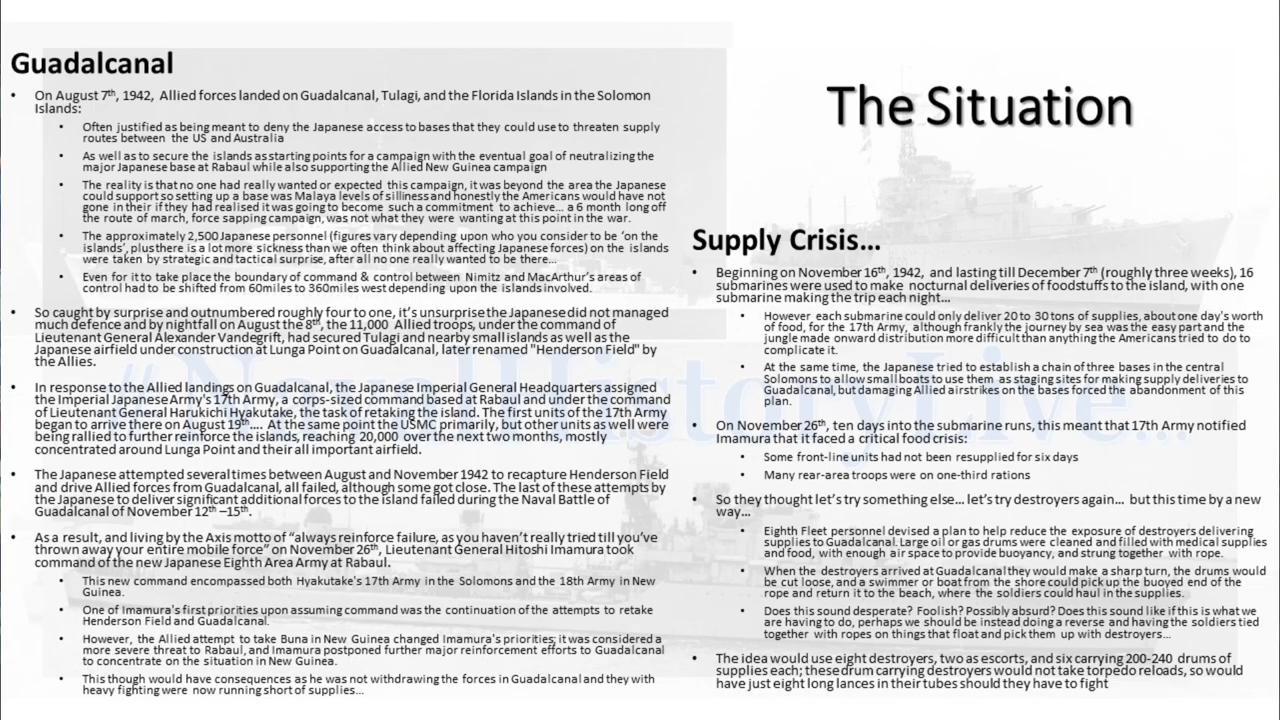 Guadalcanal
• On August 7th, 1942, Allied forces landed on Guadalcanal, Tulagi, and the Florida Islands in the Solomon
Islands:
• Often justified as being meant to deny the Japanese access to bases that they could use to threaten supply
routes between the US and Australia
• As well as to secure the islands as starting points for a campaign with the eventual goal of neutralizing the
major Japanese base at Rabaul while also supporting the Allied New Guinea campaign
• The reality is that no one had really wanted or expected this campaign, it was beyond the area the Japanese
could support so setting up a base was Malaya levels of silliness and honestly the Americans would have not
gone in their if they had realised it was going to become such a commitment to achieve... a 6 month long off
the route of march, force sapping campaign, was not what they were wanting at this point in the war.
• The approximately 2,500 Japanese personnel (figures vary depending upon who you consider to be 'on the
islands', plus there is a lot more sickness than we often think about affecting Japanese forces) on the islands
were taken by strategic and tactical surprise, after all no one really wanted to be there...
• Even for it to take place the boundary of command & control between Nimitz and MacArthur's areas of
control had to be shifted from 60miles to 360miles west depending upon the islands involved.
• So caught by surprise and outnumbered roughly four to one, it's unsurprise the Japanese did not managed
much defence and by nightfall on August the 8th, the 11,000 Allied troops, under the command of
Lieutenant General Alexander Vandegrift, had secured Tulagi and nearby small islands as well as the
Japanese airfield under construction at Lunga Point on Guadalcanal, later renamed "Henderson Field" by
the Allies.
• In response to the Allied landings on Guadalcanal, the Japanese Imperial General Headquarters assigned
the Imperial Japanese Army's 17th Army, a corps-sized command based at Rabaul and under the command
of Lieutenant General Harukichi Hyakutake, the task of retaking the island. The first units of the 17th Army
began to arrive there on August 19th.... At the same point the USMC primarily, but other units as well were
being rallied to further reinforce the islands, reaching 20,000 over the next two months, mostly
concentrated around Lunga Point and their all important airfield.
• The Japanese attempted several times between August and November 1942 to recapture Henderson Field
and drive Allied forces from Guadalcanal, all failed, although some got close. The last of these attempts by
the Japanese to deliver significant additional forces to the island failed during the Naval Battle of
Guadalcanal of November 12th –15th.
• As a result, and living by the Axis motto of "always reinforce failure, as you haven't really tried till you've
thrown away your entire mobile force" on November 26th, Lieutenant General Hitoshi Imamura took
command of the new Japanese Eighth Area Army at Rabaul.
• This new command encompassed both Hyakutake's 17th Army in the Solomons and the 18th Army in New
Guinea.
• One of Imamura's first priorities upon assuming command was the continuation of the attempts to retake
Henderson Field and Guadalcanal.
• However, the Allied attempt to take Buna in New Guinea changed Imamura's priorities; it was considered a
more severe threat to Rabaul, and Imamura postponed further major reinforcement efforts to Guadalcanal
to concentrate on the situation in New Guinea.
• This though would have consequences as he was not withdrawing the forces in Guadalcanal and they with
heavy fighting were now running short of supplies...
The Situation
Supply Crisis...
• Beginning on November 16th, 1942, and lasting till December 7th (roughly three weeks), 16
submarines were used to make nocturnal deliveries of foodstuffs to the island, with one
submarine making the trip each night...
• However each submarine could only deliver 20 to 30 tons of supplies, about one day's worth
of food, for the 17th Army, although frankly the journey by sea was the easy part and the
jungle made onward distribution more difficult than anything the Americans tried to do to
complicate it.
• At the same time, the Japanese tried to establish a chain of three bases in the central
Solomons to allow small boats to use them as staging sites for making supply deliveries to
Guadalcanal, but damaging Allied airstrikes on the bases forced the abandonment of this
plan.
• On November 26th, ten days into the submarine runs, this meant that 17th Army notified
Imamura that it faced a critical food crisis:
• Some front-line units had not been resupplied for six days
• Many rear-area troops were on one-third rations
• So they thought let's try something else... let's try destroyers again... but this time by a new
way...
• Eighth Fleet personnel devised a plan to help reduce the exposure of destroyers delivering
supplies to Guadalcanal. Large oil or gas drums were cleaned and filled with medical supplies
and food, with enough air space to provide buoyancy, and strung together with rope.
• When the destroyers arrived at Guadalcanal they would make a sharp turn, the drums would
be cut loose, and a swimmer or boat from the shore could pick up the buoyed end of the
rope and return it to the beach, where the soldiers could haul in the supplies.
• Does this sound desperate? Foolish? Possibly absurd? Does this sound like if this is what we
are having to do, perhaps we should be instead doing a reverse and having the soldiers tied
together with ropes on things that float and pick them up with destroyers...
• The idea would use eight destroyers, two as escorts, and six carrying 200-240 drums of
supplies each; these drum carrying destroyers would not take torpedo reloads, so would
have just eight long lances in their tubes should they have to fight